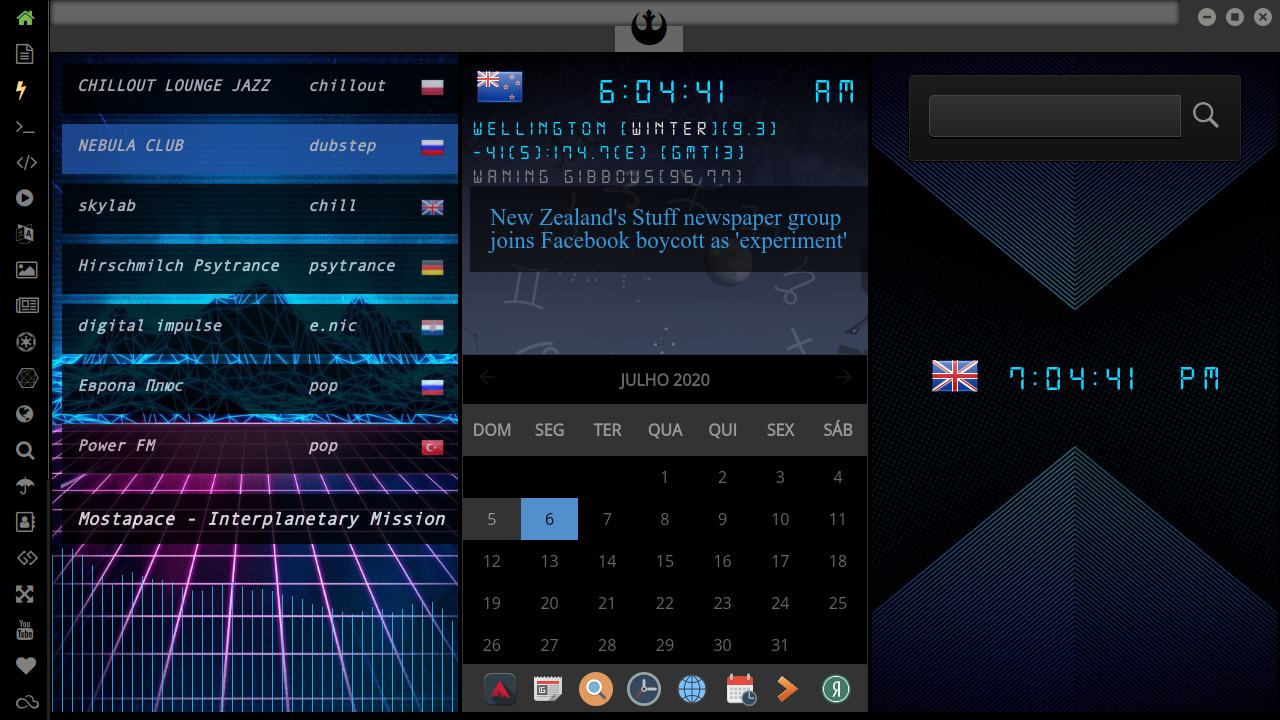 CHILLOUT LOUNGE JAZZ chillout
NEBULA CLUB dubstep
skylab chill
Hirschmilch Psytrance psytrance
digital impulse e.nic
Европа Плюс pop
Power FM pop
Mostapace - Interplanetary Mission
6:04:41 AM
WELLINGTON [WINTER][9.3]
-41(S):174.7(E) [GMT13]
WANING GIBBOUS[96.77]
New Zealand's Stuff newspaper group
joins Facebook boycott as 'experiment'
JULHO 2020
DOM SEG TER QUA QUI SEX SÁB
1 2 3 4
5 6 7 8 9 10 11
12 13 14 15 16 17 18
19 20 21 22 23 24 25
26 27 28 29 30 31
7:04:41 PM
You
Tube
Я